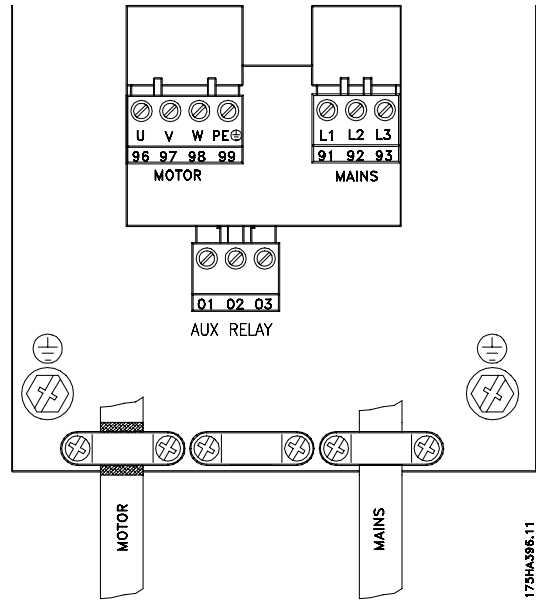 U V W PE
96 97 98 99
MOTOR
L1 L2 L3
91 92 93
MAINS
01 02 03
AUX RELAY
MOTOR
MAINS
175HA396.11